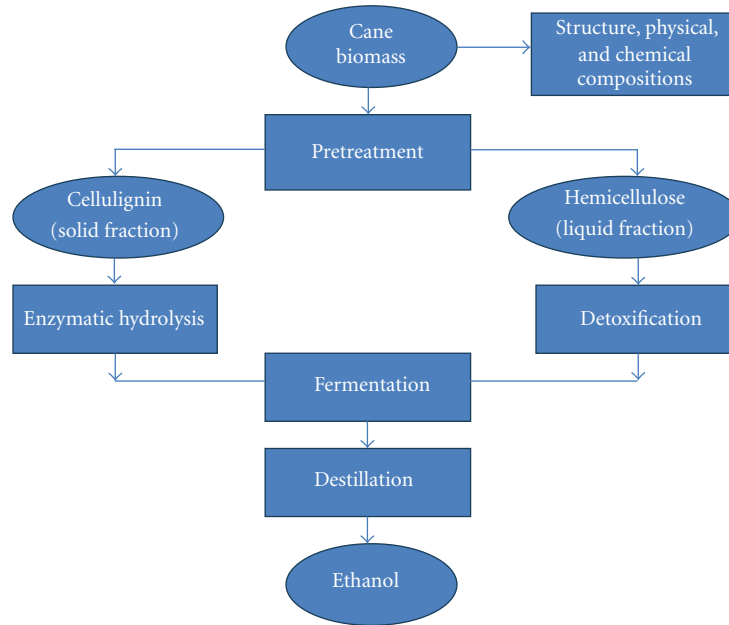 Cane
biomass
Structure, physical,
and chemical
compositions
Pretreatment
Cellulignin
(solid fraction)
Hemicellulose
(liquid fraction)
Enzymatic hydrolysis
Detoxification
Fermentation
Destillation
Ethanol